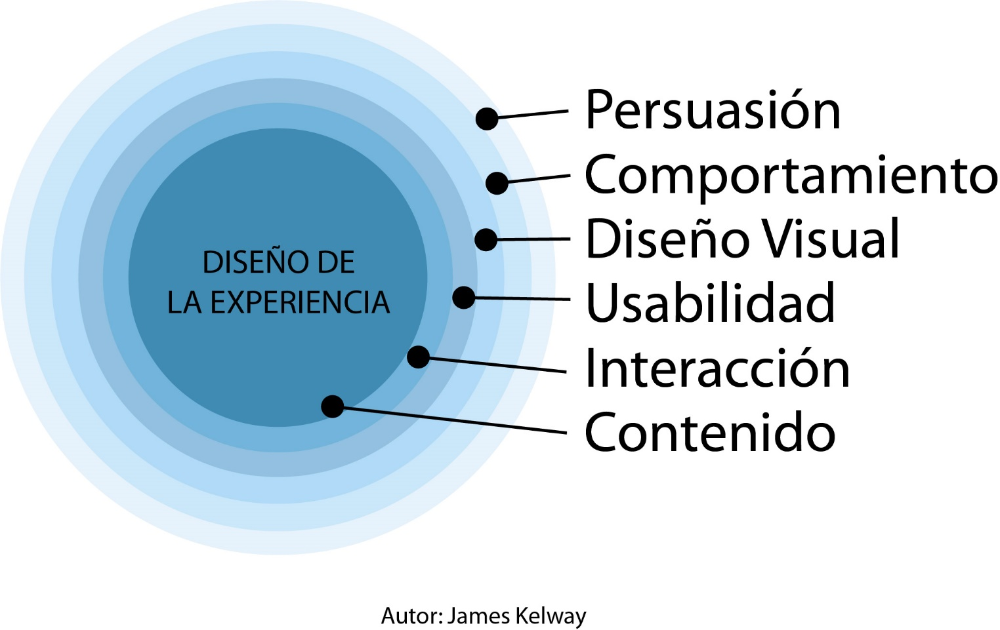 Persuasión
Comportamiento
Diseño Visual
DISEÑO DE
LA EXPERIENCIA
Usabilidad
Interacción
Contenido
Autor: James Kelway